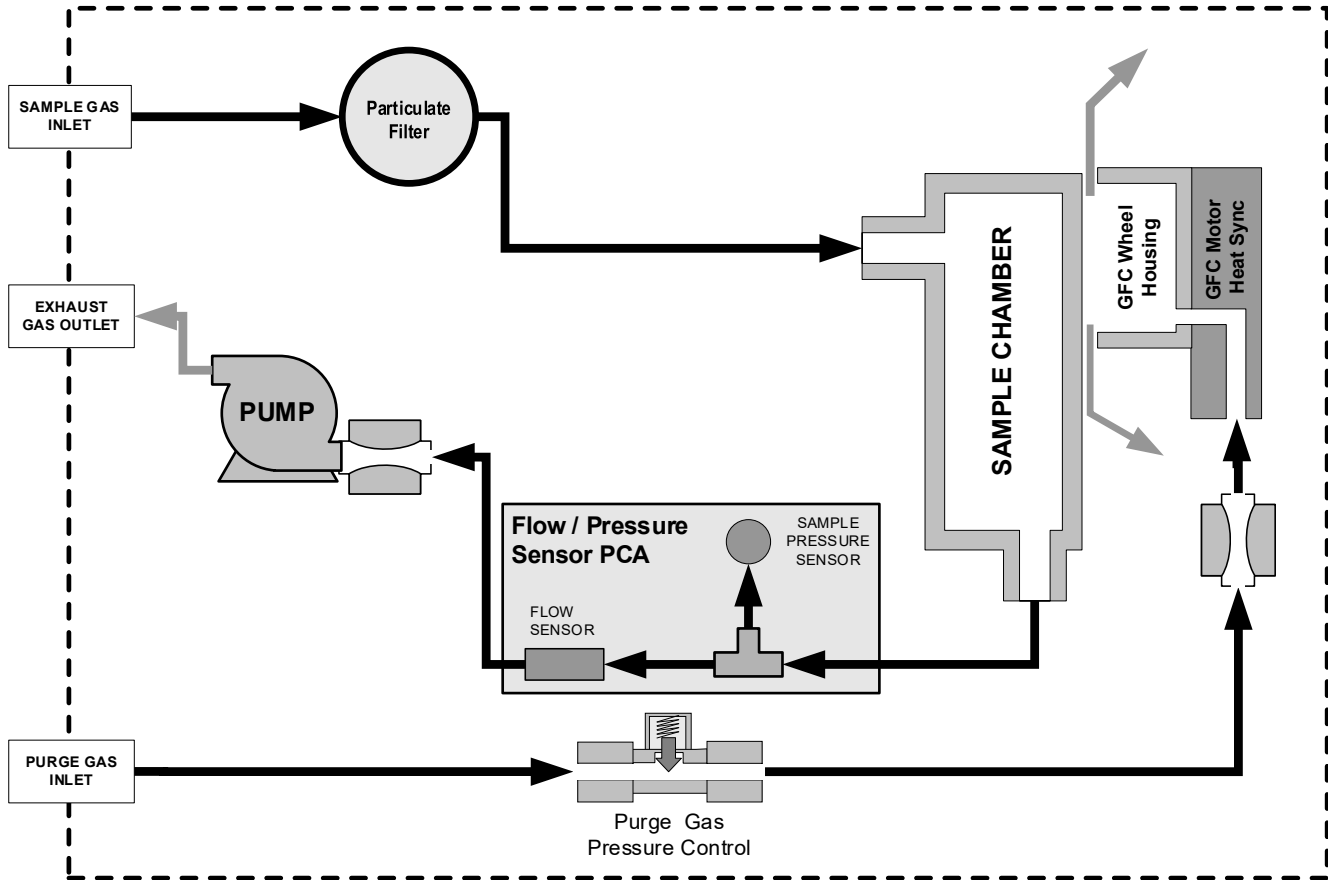 SAMPLE GAS
INLET
Particulate
Filter
SAMPLE CHAMBER
GFC Wheel
Housing
GFC Motor
Heat Sync
EXHAUST
GAS OUTLET
PUMP
Flow / Pressure
Sensor PCA
SAMPLE
PRESSURE
SENSOR
FLOW
SENSOR
PURGE GAS
INLET
Purge Gas
Pressure Control